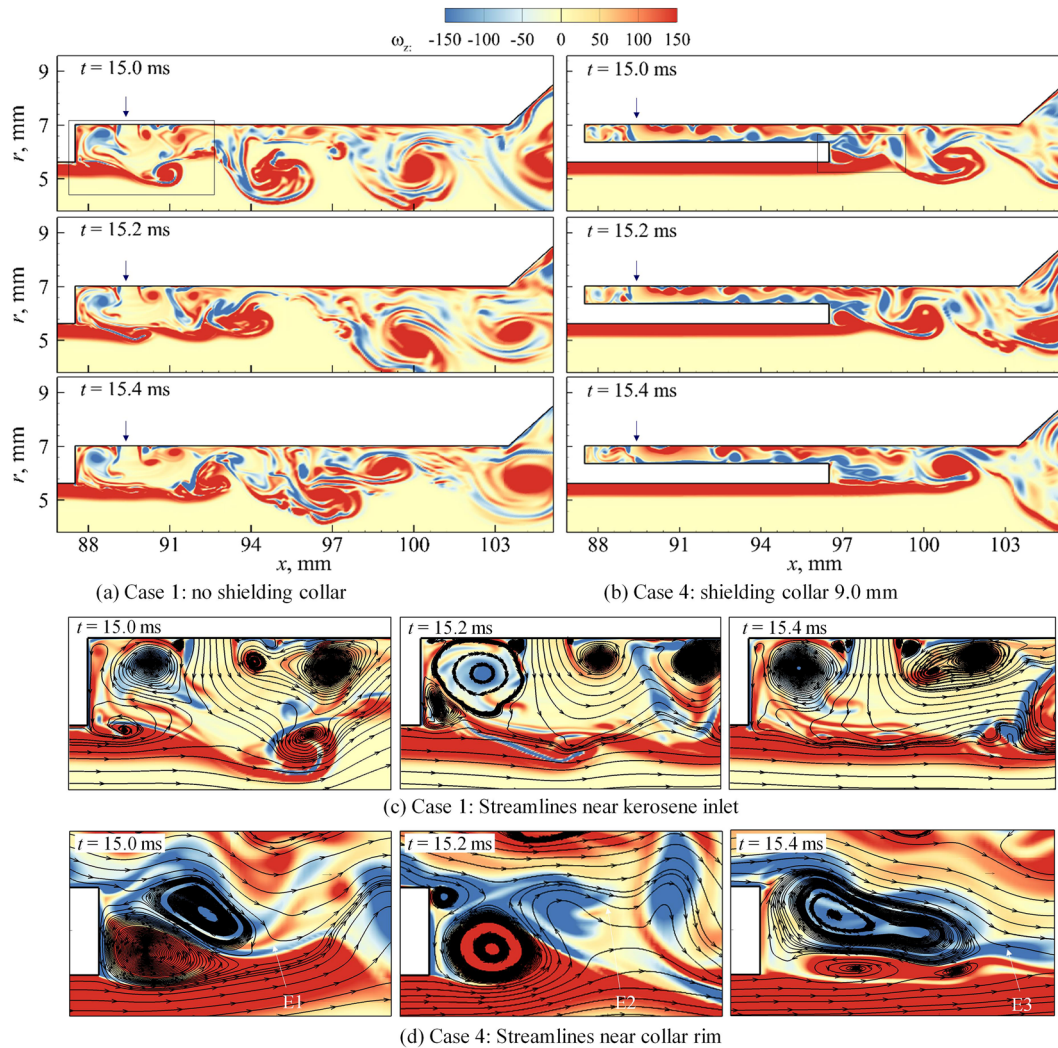 ω_z: -150 -100 -50 0 50 100 150
t = 15.0 ms
t = 15.0 ms
9
7
5
r, mm
t = 15.2 ms
t = 15.2 ms
9
7
5
r, mm
t = 15.4 ms
t = 15.4 ms
9
7
5
r, mm
88 91 94 97 100 103
88 91 94 97 100 103
x, mm
x, mm
(a) Case 1: no shielding collar
(b) Case 4: shielding collar 9.0 mm
t = 15.0 ms
t = 15.2 ms
t = 15.4 ms
(c) Case 1: Streamlines near kerosene inlet
t = 15.0 ms
t = 15.2 ms
t = 15.4 ms
E1
E2
E3
(d) Case 4: Streamlines near collar rim